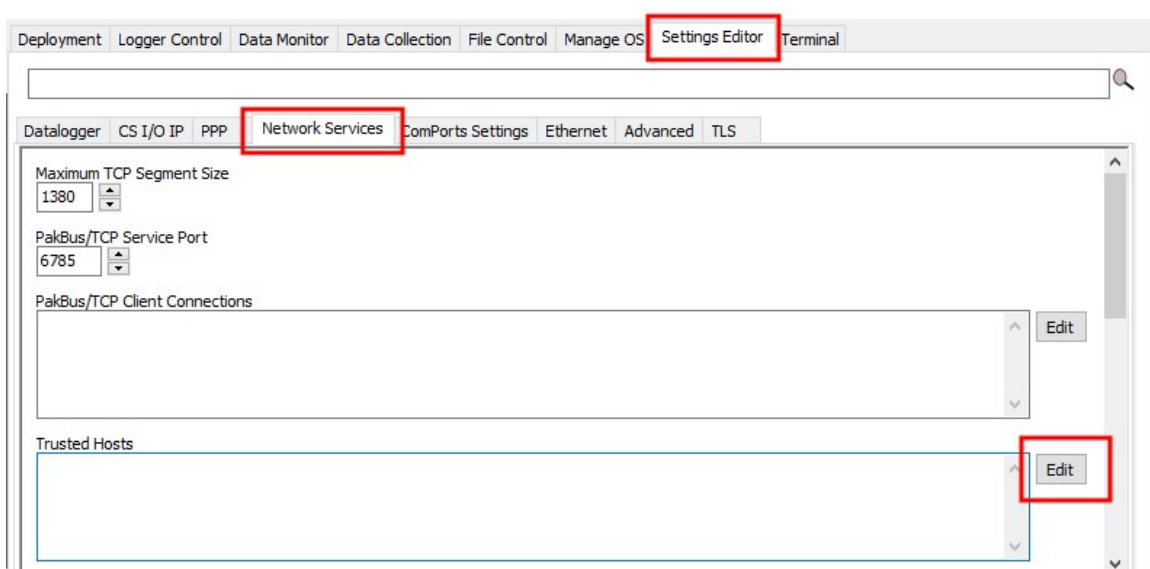 Deployment Logger Control Data Monitor Data Collection File Control Manage OS Settings Editor Terminal
Datalogger CS I/O IP PPP Network Services ComPorts Settings Ethernet Advanced TLS
Maximum TCP Segment Size
1380
PakBus/TCP Service Port
6785
PakBus/TCP Client Connections
Edit
Trusted Hosts
Edit